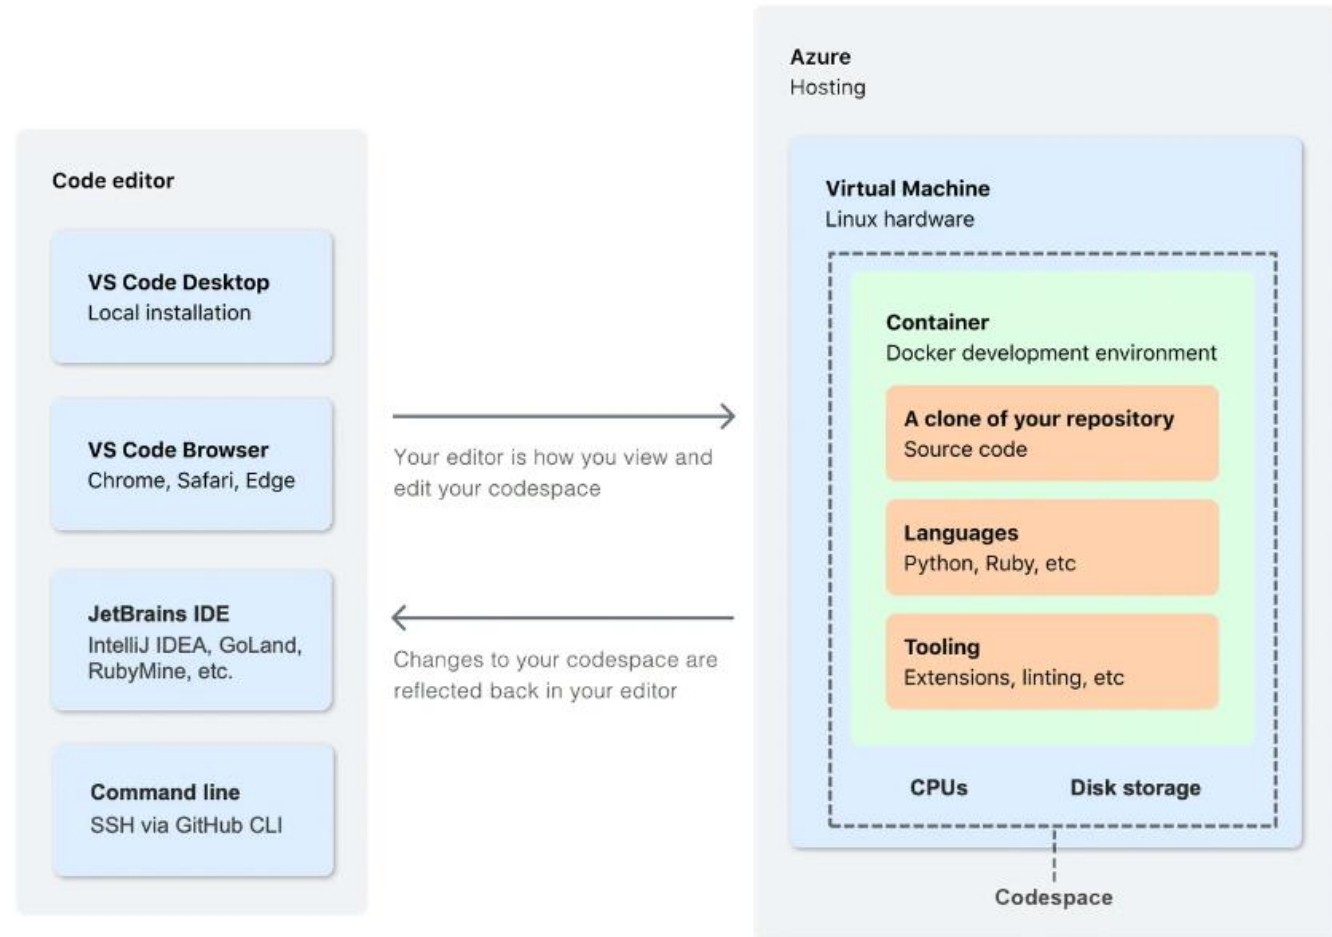 Code editor
VS Code Desktop
Local installation
VS Code Browser
Chrome, Safari, Edge
JetBrains IDE
IntelliJ IDEA, GoLand,
RubyMine, etc.
Command line
SSH via GitHub CLI
Your editor is how you view and
edit your codespace
Changes to your codespace are
reflected back in your editor
Azure
Hosting
Virtual Machine
Linux hardware
Container
Docker development environment
A clone of your repository
Source code
Languages
Python, Ruby, etc
Tooling
Extensions, linting, etc
CPUs
Disk storage
Codespace